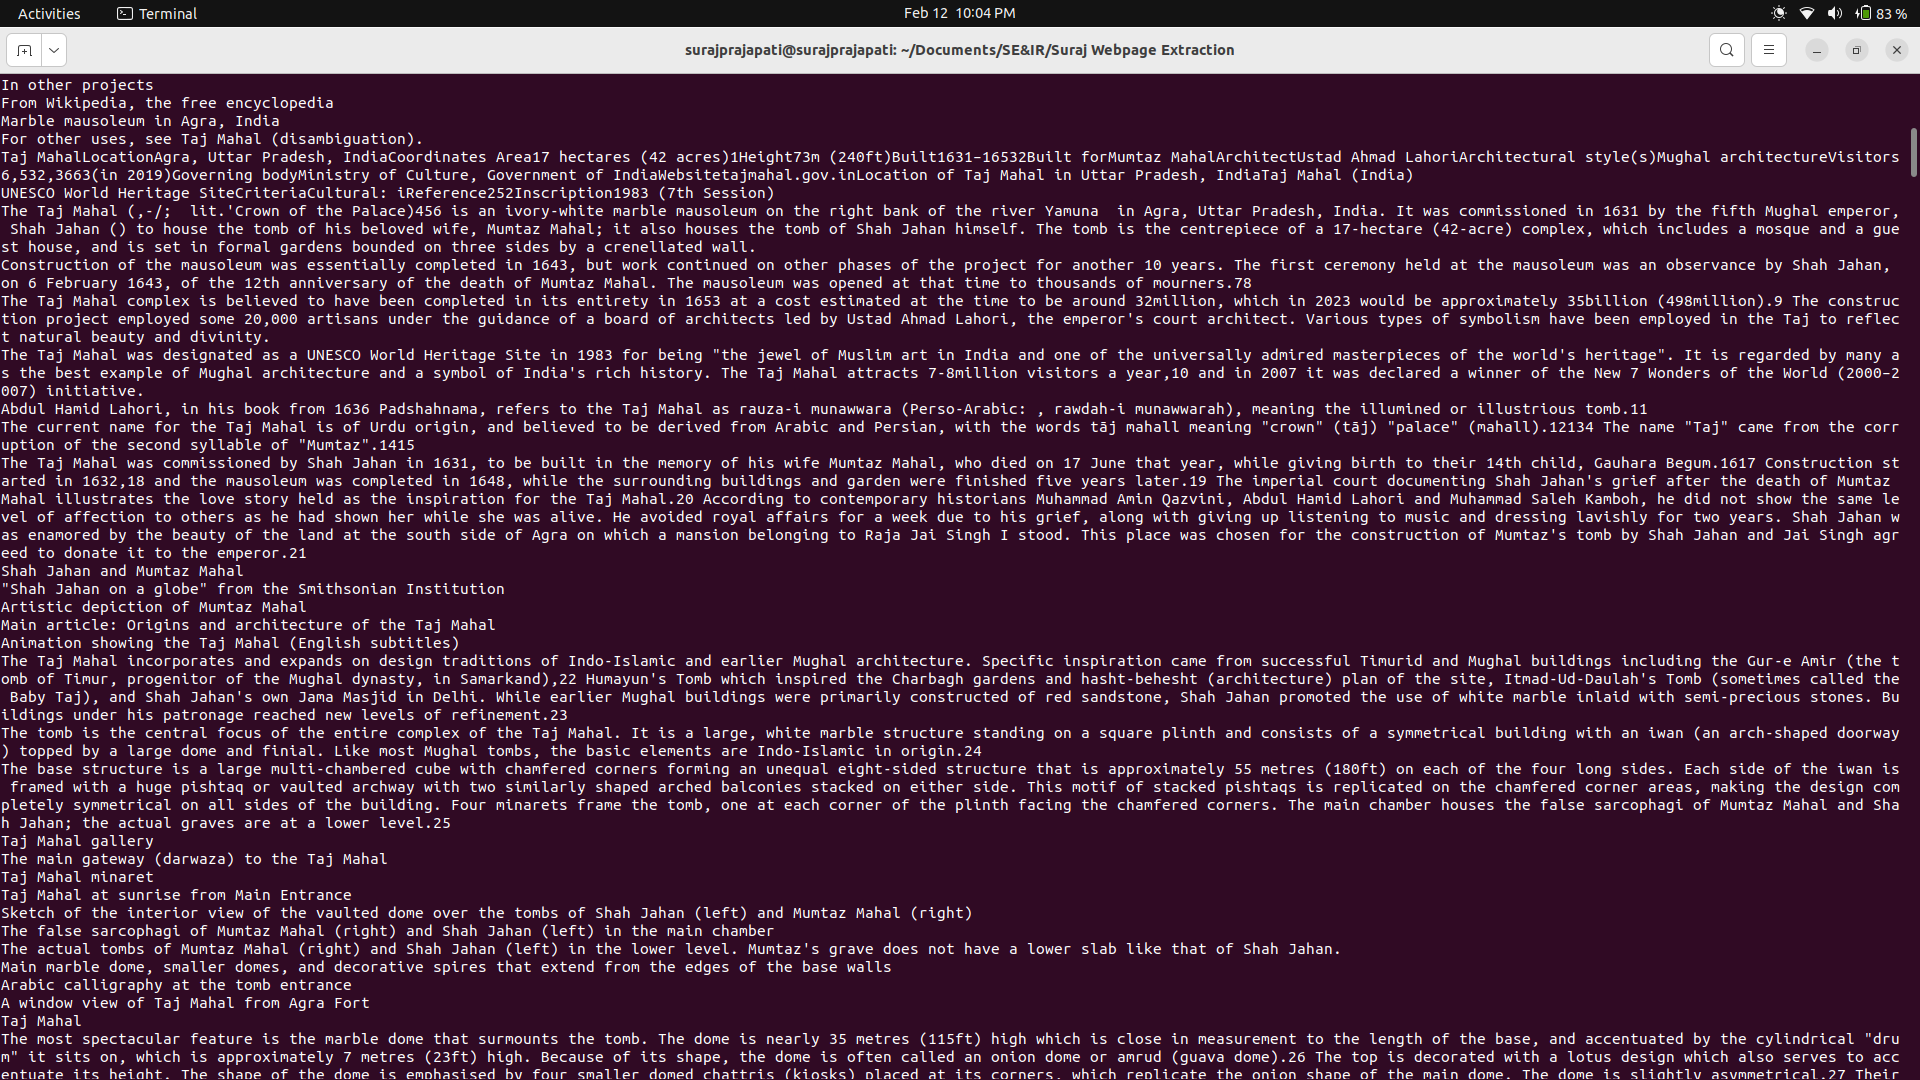 Activities Terminal Feb 12 10:04 PM 83 %
surajprajapati@surajprajapati: ~/Documents/SE&IR/Suraj Webpage Extraction
In other projects
From Wikipedia, the free encyclopedia
Marble mausoleum in Agra, India
For other uses, see Taj Mahal (disambiguation).
Taj MahalLocationAgra, Uttar Pradesh, IndiaCoordinates Area17 hectares (42 acres)1Height73m (240ft)Built1631–16532Built forMumtaz MahalArchitectUstad Ahmad LahoriArchitectural style(s)Mughal architectureVisitors
6,532,3663(in 2019)Governing bodyMinistry of Culture, Government of IndiaWebsitetajmahal.gov.inLocation of Taj Mahal in Uttar Pradesh, IndiaTaj Mahal (India)
UNESCO World Heritage SiteCriteriaCultural: iReference252Inscription1983 (7th Session)
The Taj Mahal (,-/;  lit.'Crown of the Palace)456 is an ivory-white marble mausoleum on the right bank of the river Yamuna  in Agra, Uttar Pradesh, India. It was commissioned in 1631 by the fifth Mughal emperor,
 Shah Jahan () to house the tomb of his beloved wife, Mumtaz Mahal; it also houses the tomb of Shah Jahan himself. The tomb is the centrepiece of a 17-hectare (42-acre) complex, which includes a mosque and a gue
st house, and is set in formal gardens bounded on three sides by a crenellated wall.
Construction of the mausoleum was essentially completed in 1643, but work continued on other phases of the project for another 10 years. The first ceremony held at the mausoleum was an observance by Shah Jahan,
on 6 February 1643, of the 12th anniversary of the death of Mumtaz Mahal. The mausoleum was opened at that time to thousands of mourners.78
The Taj Mahal complex is believed to have been completed in its entirety in 1653 at a cost estimated at the time to be around 32million, which in 2023 would be approximately 35billion (498million).9 The construc
tion project employed some 20,000 artisans under the guidance of a board of architects led by Ustad Ahmad Lahori, the emperor's court architect. Various types of symbolism have been employed in the Taj to reflec
t natural beauty and divinity.
The Taj Mahal was designated as a UNESCO World Heritage Site in 1983 for being "the jewel of Muslim art in India and one of the universally admired masterpieces of the world's heritage". It is regarded by many a
s the best example of Mughal architecture and a symbol of India's rich history. The Taj Mahal attracts 7–8million visitors a year,10 and in 2007 it was declared a winner of the New 7 Wonders of the World (2000–2
007) initiative.
Abdul Hamid Lahori, in his book from 1636 Padshahnama, refers to the Taj Mahal as rauza-i munawwara (Perso-Arabic: , rawdah-i munawwarah), meaning the illumined or illustrious tomb.11
The current name for the Taj Mahal is of Urdu origin, and believed to be derived from Arabic and Persian, with the words tāj mahall meaning "crown" (tāj) "palace" (mahall).12134 The name "Taj" came from the corr
uption of the second syllable of "Mumtaz".1415
The Taj Mahal was commissioned by Shah Jahan in 1631, to be built in the memory of his wife Mumtaz Mahal, who died on 17 June that year, while giving birth to their 14th child, Gauhara Begum.1617 Construction st
arted in 1632,18 and the mausoleum was completed in 1648, while the surrounding buildings and garden were finished five years later.19 The imperial court documenting Shah Jahan's grief after the death of Mumtaz
Mahal illustrates the love story held as the inspiration for the Taj Mahal.20 According to contemporary historians Muhammad Amin Qazvini, Abdul Hamid Lahori and Muhammad Saleh Kamboh, he did not show the same le
vel of affection to others as he had shown her while she was alive. He avoided royal affairs for a week due to his grief, along with giving up listening to music and dressing lavishly for two years. Shah Jahan w
as enamored by the beauty of the land at the south side of Agra on which a mansion belonging to Raja Jai Singh I stood. This place was chosen for the construction of Mumtaz's tomb by Shah Jahan and Jai Singh agr
eed to donate it to the emperor.21
Shah Jahan and Mumtaz Mahal
"Shah Jahan on a globe" from the Smithsonian Institution
Artistic depiction of Mumtaz Mahal
Main article: Origins and architecture of the Taj Mahal
Animation showing the Taj Mahal (English subtitles)
The Taj Mahal incorporates and expands on design traditions of Indo-Islamic and earlier Mughal architecture. Specific inspiration came from successful Timurid and Mughal buildings including the Gur-e Amir (the t
omb of Timur, progenitor of the Mughal dynasty, in Samarkand),22 Humayun's Tomb which inspired the Charbagh gardens and hasht-behesht (architecture) plan of the site, Itmad-Ud-Daulah's Tomb (sometimes called the
 Baby Taj), and Shah Jahan's own Jama Masjid in Delhi. While earlier Mughal buildings were primarily constructed of red sandstone, Shah Jahan promoted the use of white marble inlaid with semi-precious stones. Bu
ildings under his patronage reached new levels of refinement.23
The tomb is the central focus of the entire complex of the Taj Mahal. It is a large, white marble structure standing on a square plinth and consists of a symmetrical building with an iwan (an arch-shaped doorway
) topped by a large dome and finial. Like most Mughal tombs, the basic elements are Indo-Islamic in origin.24
The base structure is a large multi-chambered cube with chamfered corners forming an unequal eight-sided structure that is approximately 55 metres (180ft) on each of the four long sides. Each side of the iwan is
 framed with a huge pishtaq or vaulted archway with two similarly shaped arched balconies stacked on either side. This motif of stacked pishtaqs is replicated on the chamfered corner areas, making the design com
pletely symmetrical on all sides of the building. Four minarets frame the tomb, one at each corner of the plinth facing the chamfered corners. The main chamber houses the false sarcophagi of Mumtaz Mahal and Sha
h Jahan; the actual graves are at a lower level.25
Taj Mahal gallery
The main gateway (darwaza) to the Taj Mahal
Taj Mahal minaret
Taj Mahal at sunrise from Main Entrance
Sketch of the interior view of the vaulted dome over the tombs of Shah Jahan (left) and Mumtaz Mahal (right)
The false sarcophagi of Mumtaz Mahal (right) and Shah Jahan (left) in the main chamber
The actual tombs of Mumtaz Mahal (right) and Shah Jahan (left) in the lower level. Mumtaz's grave does not have a lower slab like that of Shah Jahan.
Main marble dome, smaller domes, and decorative spires that extend from the edges of the base walls
Arabic calligraphy at the tomb entrance
A window view of Taj Mahal from Agra Fort
Taj Mahal
The most spectacular feature is the marble dome that surmounts the tomb. The dome is nearly 35 metres (115ft) high which is close in measurement to the length of the base, and accentuated by the cylindrical "dru
m" it sits on, which is approximately 7 metres (23ft) high. Because of its shape, the dome is often called an onion dome or amrud (guava dome).26 The top is decorated with a lotus design which also serves to acc
entuate its height. The shape of the dome is emphasised by four smaller domed chattris (kiosks) placed at its corners, which replicate the onion shape of the main dome. The dome is slightly asymmetrical.27 Their